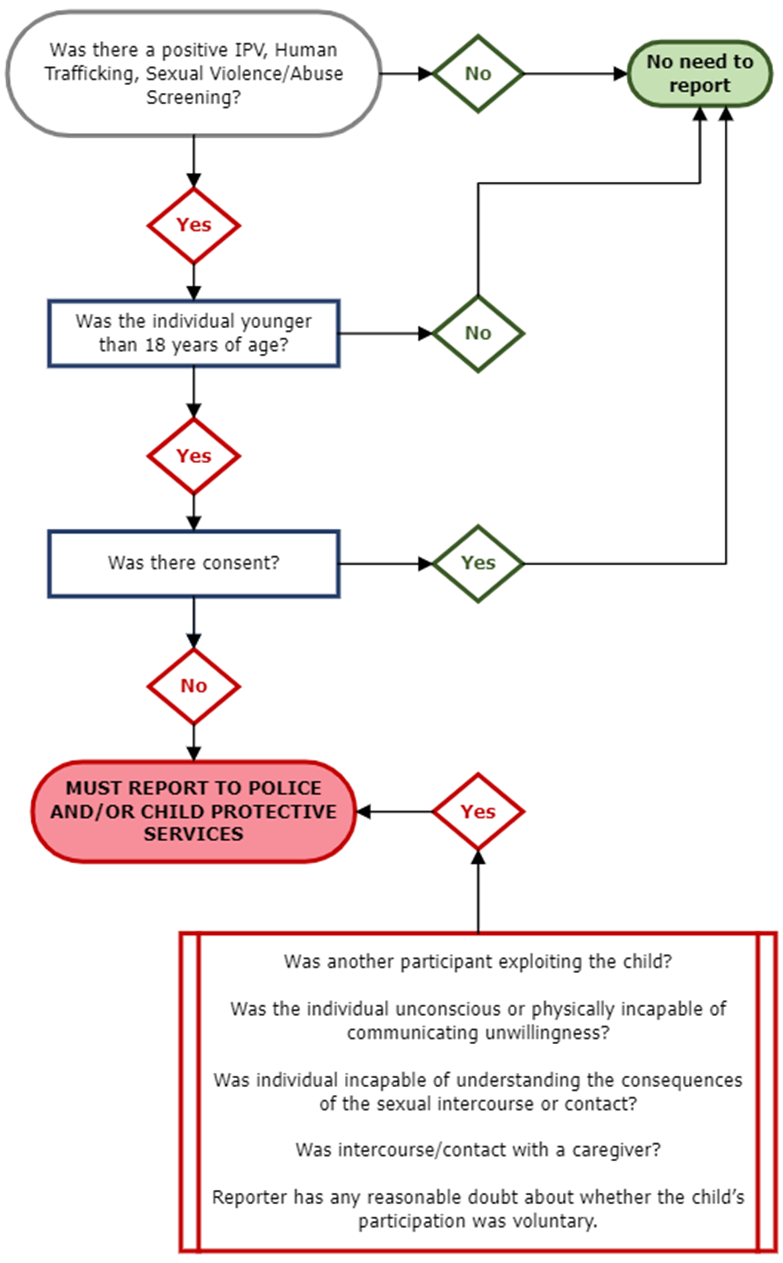 Was there a positive IPV, Human
Trafficking, Sexual Violence/Abuse
Screening?
No
No need to
report
Yes
Was the individual younger
than 18 years of age?
No
Yes
Was there consent?
Yes
No
MUST REPORT TO POLICE
AND/OR CHILD PROTECTIVE
SERVICES
Yes
Was another participant exploiting the child?
Was the individual unconscious or physically incapable of
communicating unwillingness?
Was individual incapable of understanding the consequences
of the sexual intercourse or contact?
Was intercourse/contact with a caregiver?
Reporter has any reasonable doubt about whether the child’s
participation was voluntary.